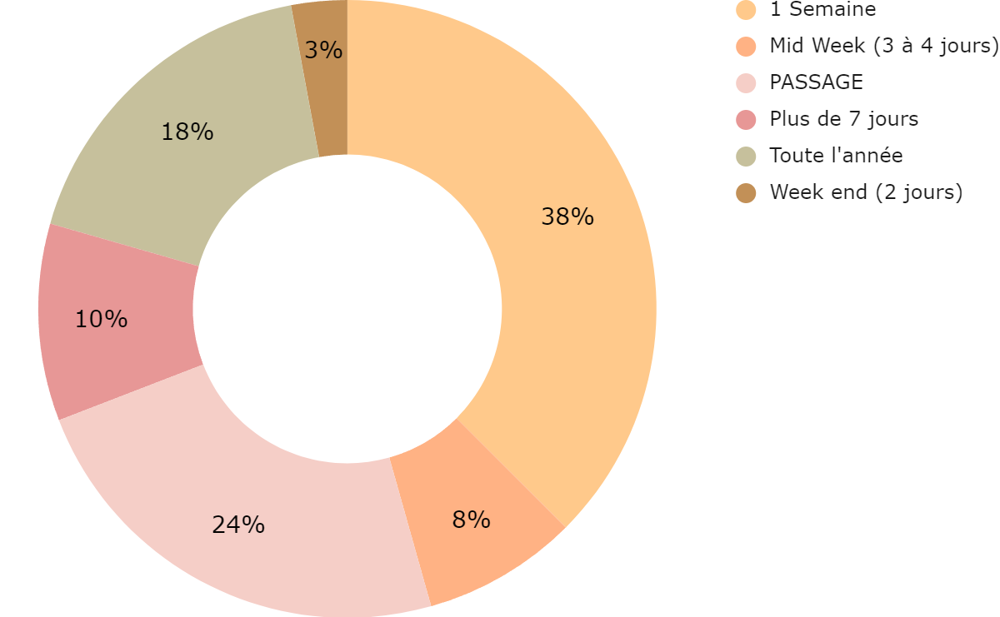 3%
18%
38%
10%
24%
8%
1 Semaine
Mid Week (3 à 4 jours)
PASSAGE
Plus de 7 jours
Toute l'année
Week end (2 jours)